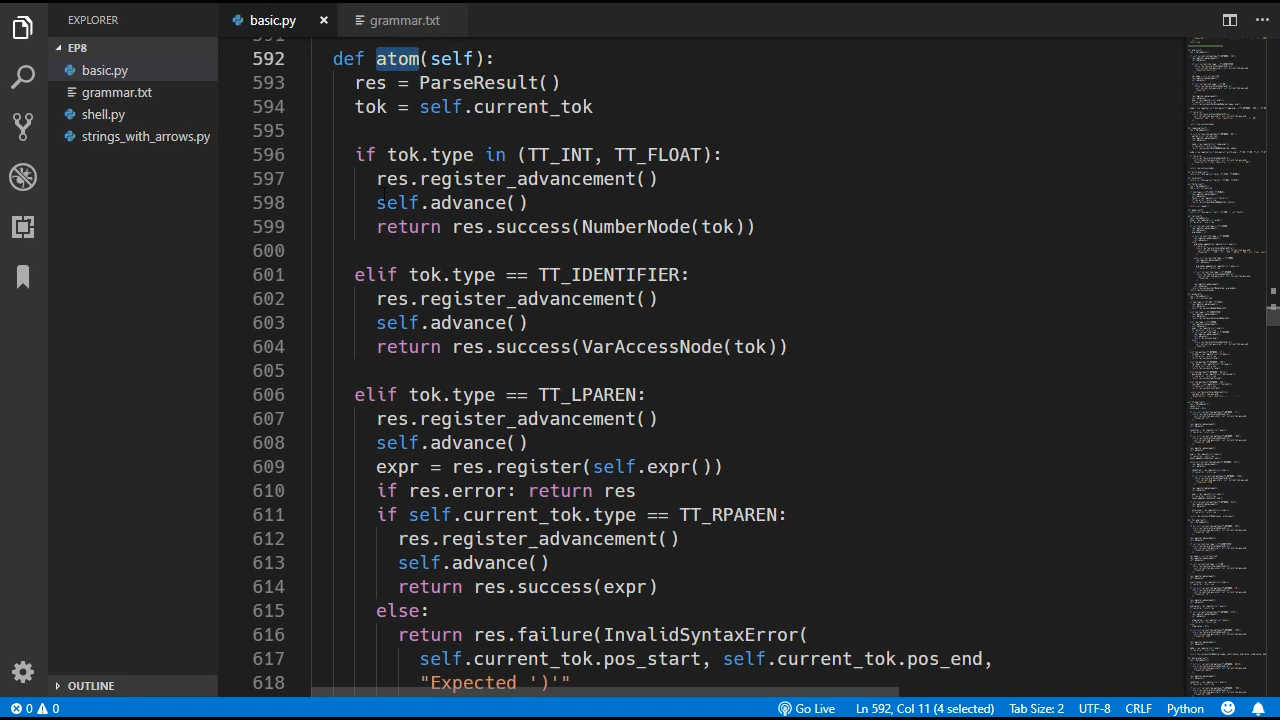 EXPLORER
basic.py
grammar.txt
EP8
basic.py
grammar.txt
shell.py
strings_with_arrows.py
OUTLINE
591
592 def atom(self):
593 res = ParseResult()
594 tok = self.current_tok
595
596 if tok.type in (TT_INT, TT_FLOAT):
597 res.register_advancement()
598 self.advance()
599 return res.success(NumberNode(tok))
600
601 elif tok.type == TT_IDENTIFIER:
602 res.register_advancement()
603 self.advance()
604 return res.success(VarAccessNode(tok))
605
606 elif tok.type == TT_LPAREN:
607 res.register_advancement()
608 self.advance()
609 expr = res.register(self.expr())
610 if res.error: return res
611 if self.current_tok.type == TT_RPAREN:
612 res.register_advancement()
613 self.advance()
614 return res.success(expr)
615 else:
616 return res.failure(InvalidSyntaxError(
617 self.current_tok.pos_start, self.current_tok.pos_end,
618 "Expected ')'"
0 0 Go Live Ln 592, Col 11 (4 selected) Tab Size: 2 UTF-8 CRLF Python